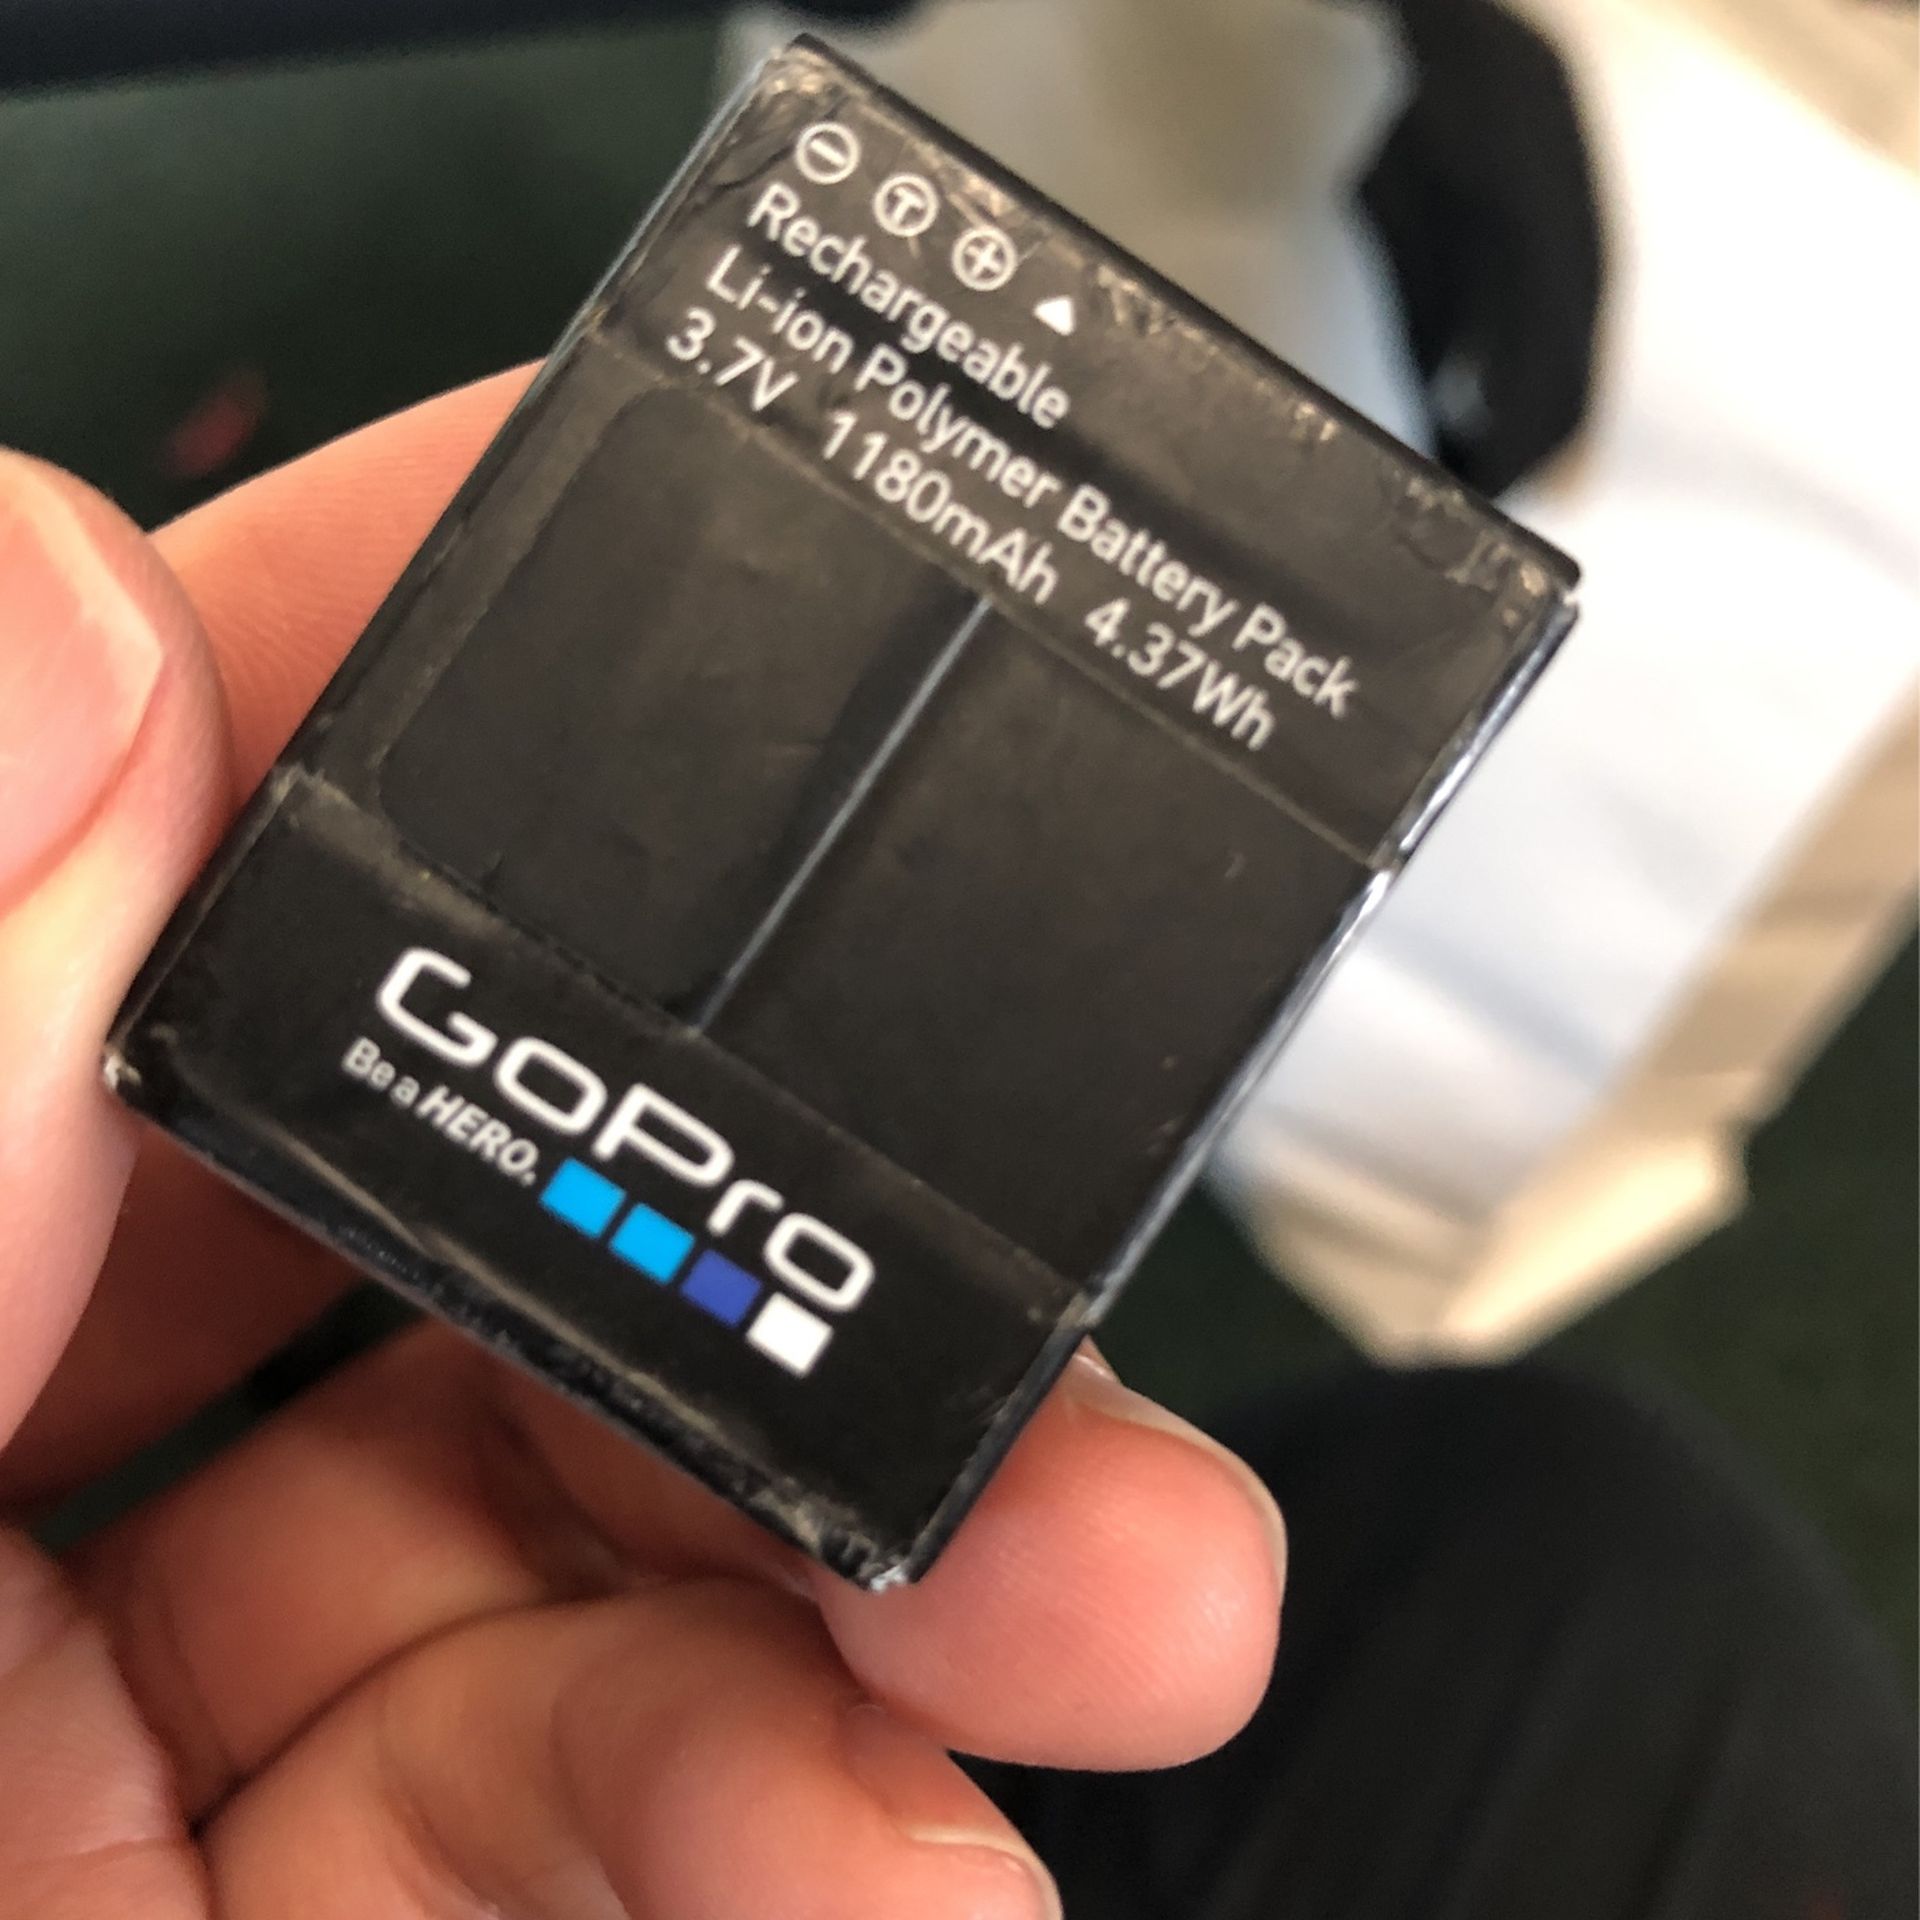 ⊖ Ⓣ ⊕ ▲
Rechargeable
Li-ion Polymer Battery Pack
3.7V 1180mAh 4.37Wh
GoPro
Be a HERO.